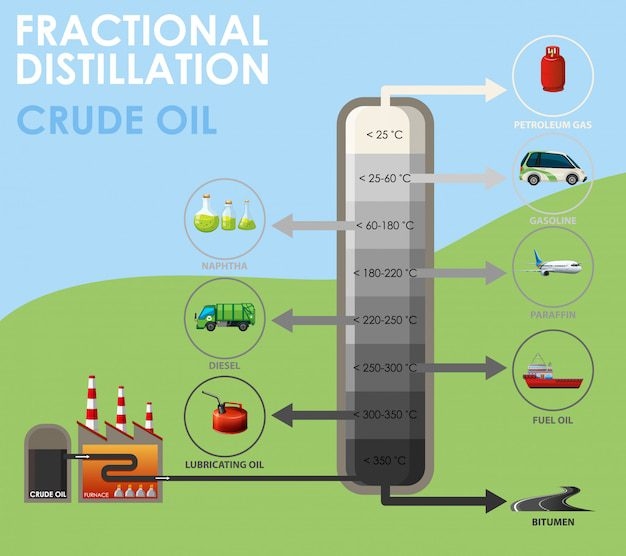 FRACTIONAL
DISTILLATION
CRUDE OIL
< 25 °C
PETROLEUM GAS
< 25-60 °C
GASOLINE
< 60-180 °C
NAPHTHA
< 180-220 °C
PARAFFIN
< 220-250 °C
DIESEL
< 250-300 °C
FUEL OIL
< 300-350 °C
LUBRICATING OIL
< 350 °C
CRUDE OIL
FURNACE
BITUMEN